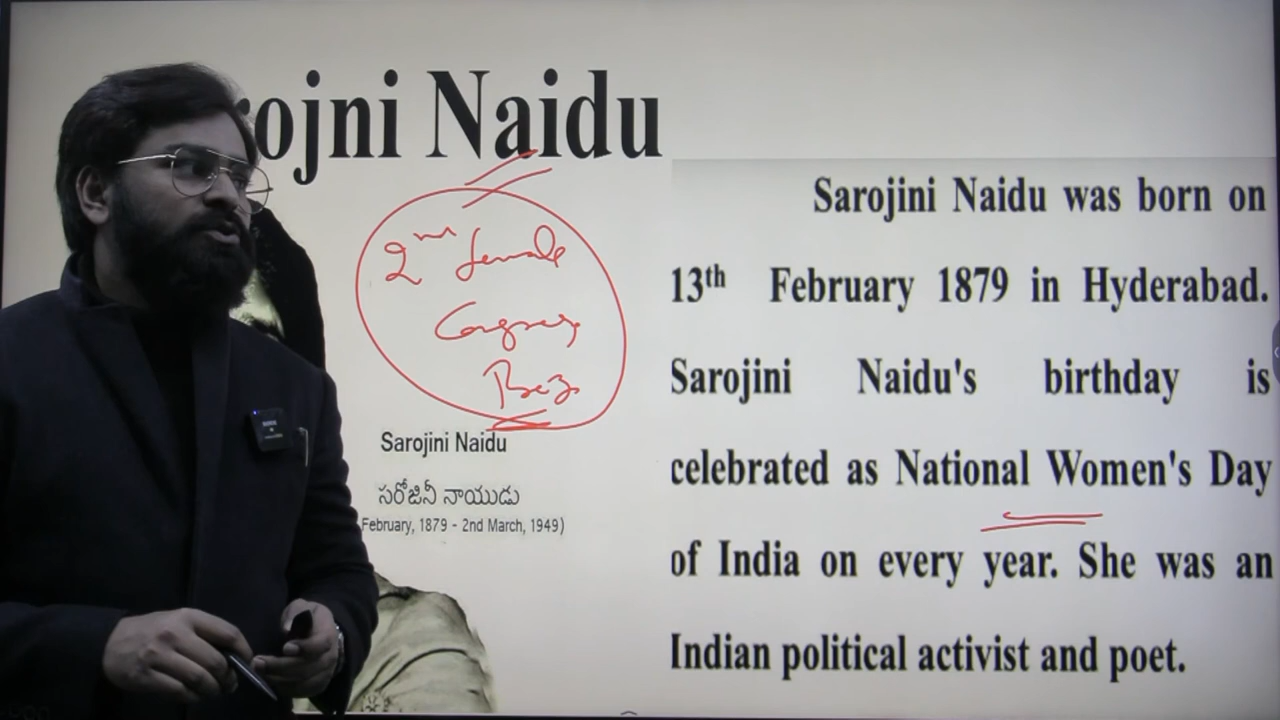 rojni Naidu
2nd female
Congress
Prez
Sarojini Naidu
సరోజినీ నాయుడు
February, 1879 - 2nd March, 1949)
Sarojini Naidu was born on
13th February 1879 in Hyderabad.
Sarojini Naidu's birthday is
celebrated as National Women's Day
of India on every year. She was an
Indian political activist and poet.